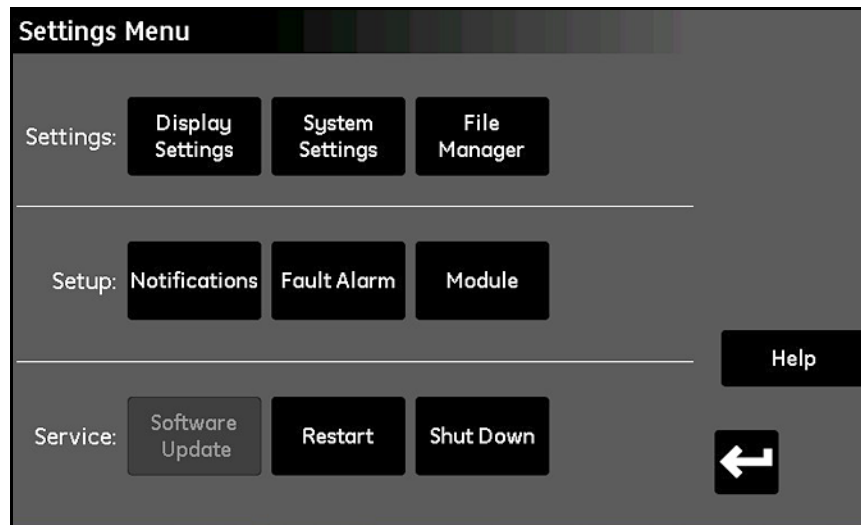 Settings Menu
Settings:
Display
Settings
System
Settings
File
Manager
Setup:
Notifications
Fault Alarm
Module
Help
Service:
Software
Update
Restart
Shut Down